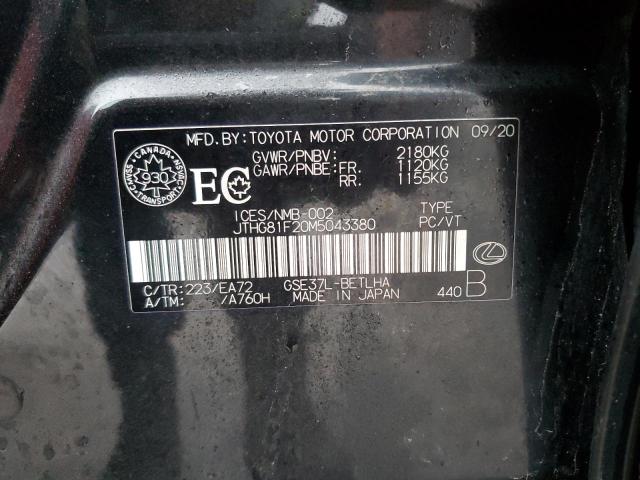 MFD.BY:TOYOTA MOTOR CORPORATION 09/20
GVWR/PNBV: 2180KG
GAWR/PNBE:FR. 1120KG
RR. 1155KG
CANADA
930
TRANSPORT
EC
ICES/NMB-002 TYPE
JTHG81F20M5043380 PC/VT
C/TR:223/EA72 GSE37L-BETLHA
A/TM: /A760H MADE IN JAPAN 440 B